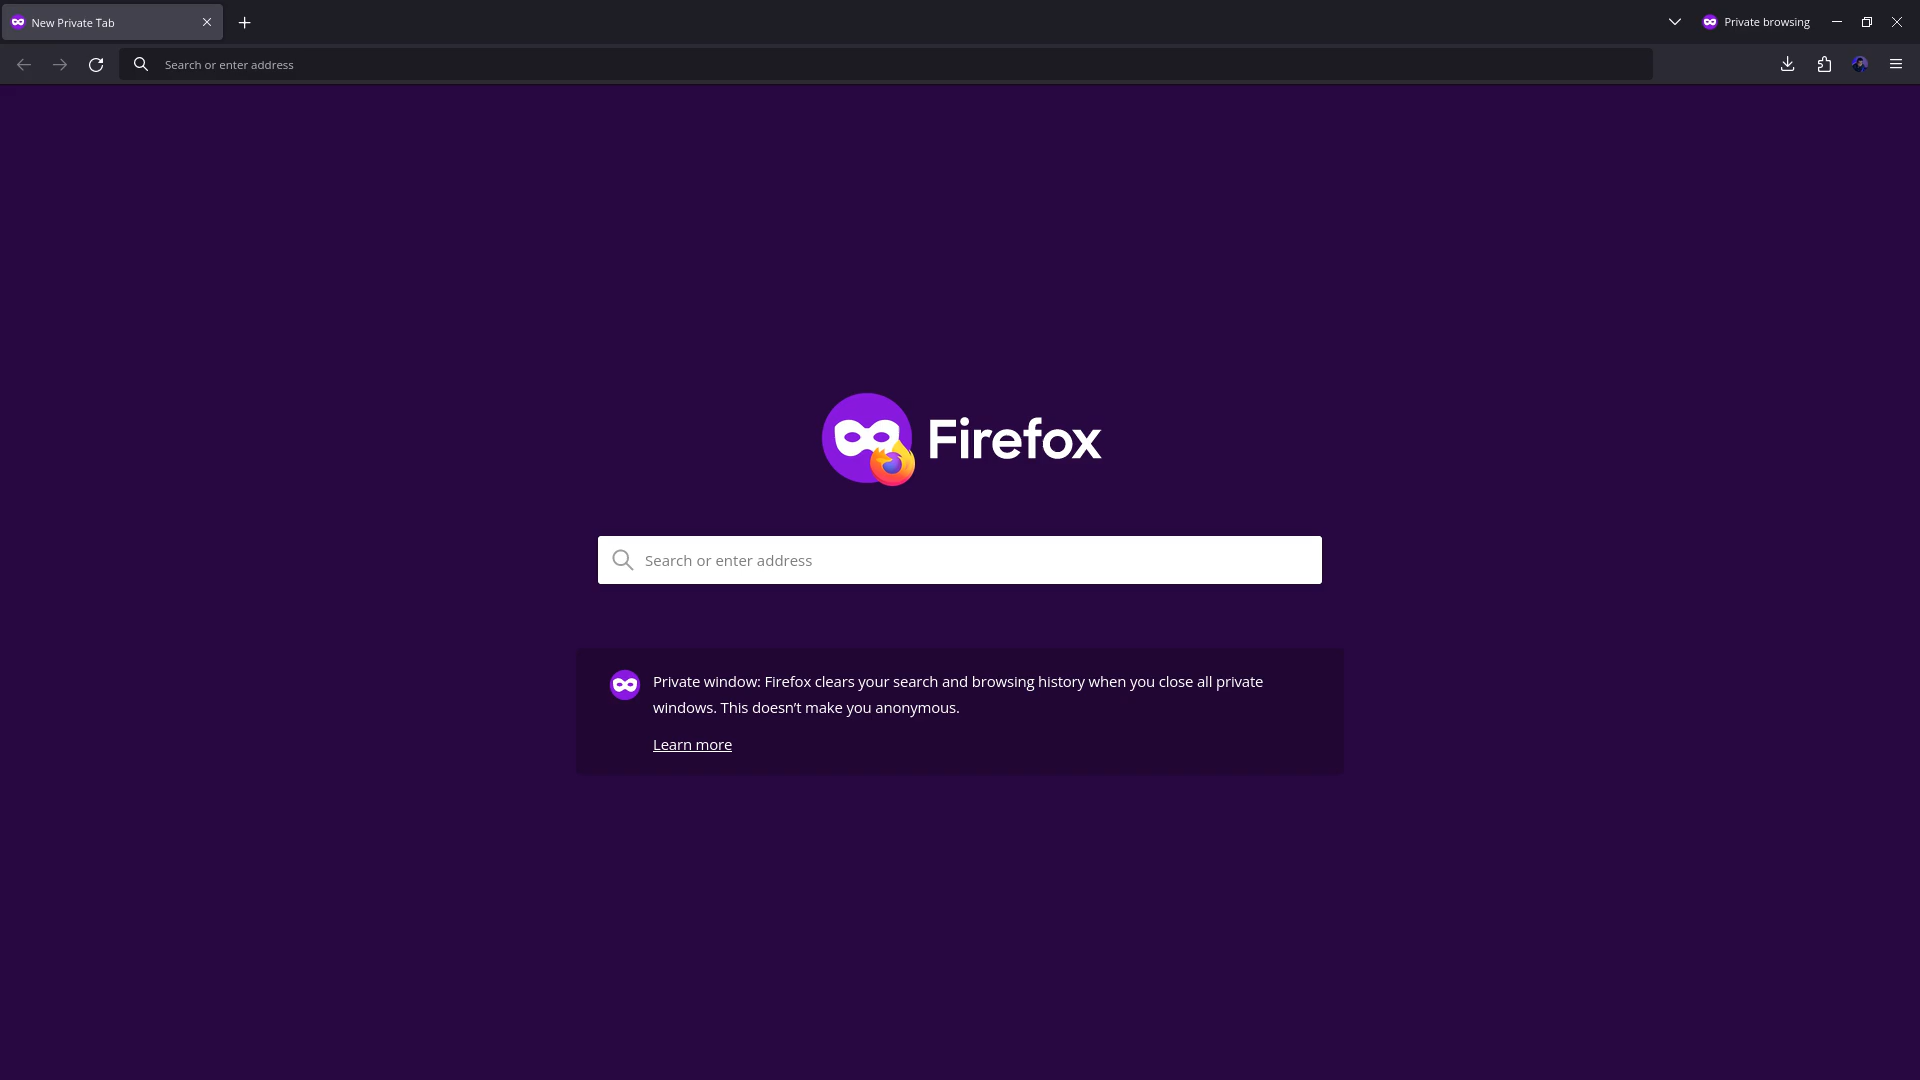 New Private Tab
Private browsing
Search or enter address
Firefox
Search or enter address
Private window: Firefox clears your search and browsing history when you close all private
windows. This doesn’t make you anonymous.
Learn more